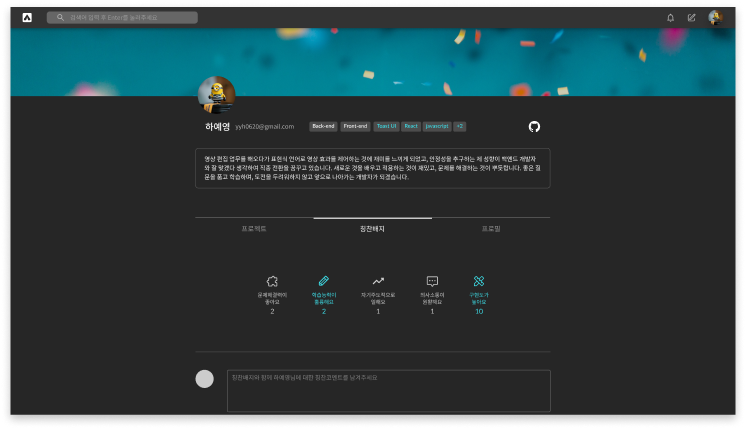 검색어 입력 후 Enter를 눌러주세요
하예영 yyh0620@gmail.com Back-end Front-end Toast UI React Javascript +2
영상 편집 업무를 해오다가 표현식 언어로 영상 효과를 제어하는 것에 재미를 느끼게 되었고, 안정성을 추구하는 제 성향이 백엔드 개발자
와 잘 맞겠다 생각하여 직종 전환을 꿈꾸고 있습니다. 새로운 것을 배우고 적용하는 것이 재밌고, 문제를 해결하는 것이 뿌듯합니다. 좋은 질
문을 품고 학습하며, 도전을 두려워하지 않고 앞으로 나아가는 개발자가 되겠습니다.
프로젝트 칭찬배지 프로필
문제해결력이 학습능력이 자기주도적으로 의사소통이 구현도가
좋아요 훌륭해요 일해요 원활해요 높아요
2 2 1 1 10
칭찬배지와 함께 하예영님에 대한 칭찬코멘트를 남겨주세요